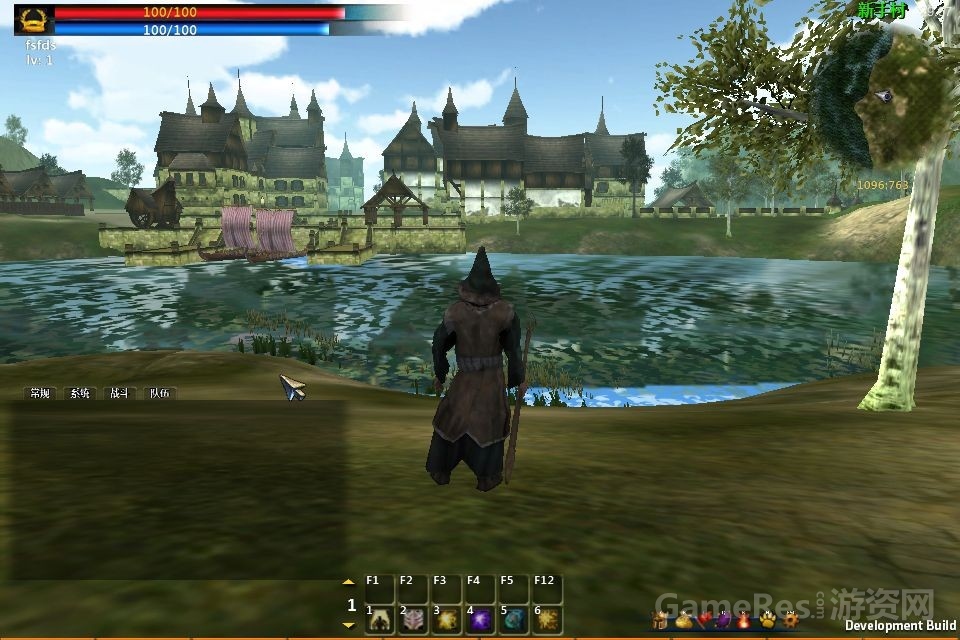 100/100
新手村
100/100
fsfds
lv: 1
1096:763
常规 系统 战斗 队伍
F1 F2 F3 F4 F5 F12
1
1 2 3 4 5 6
GameRes.com 游资网
Development Build